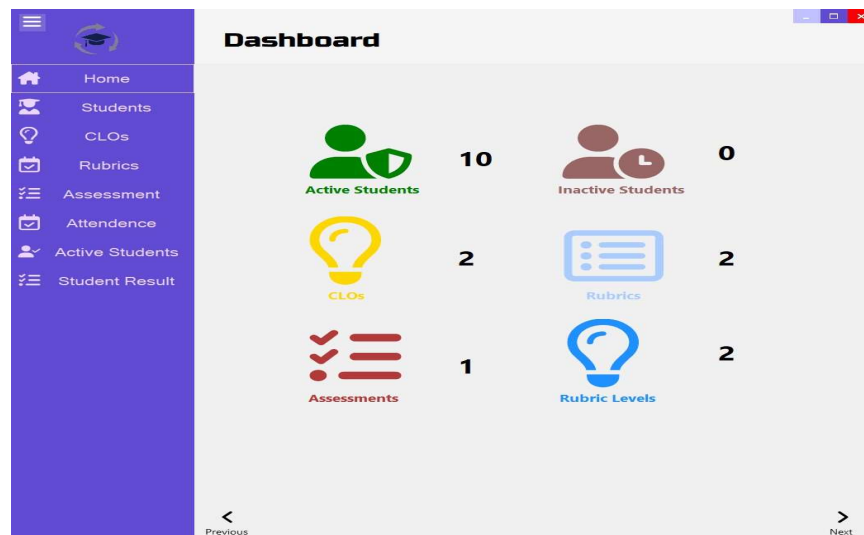 Dashboard
Home
Students
CLOs
Rubrics
Assessment
Attendence
Active Students
Student Result
10
Active Students
0
Inactive Students
2
CLOs
2
Rubrics
1
Assessments
2
Rubric Levels
Previous
Next